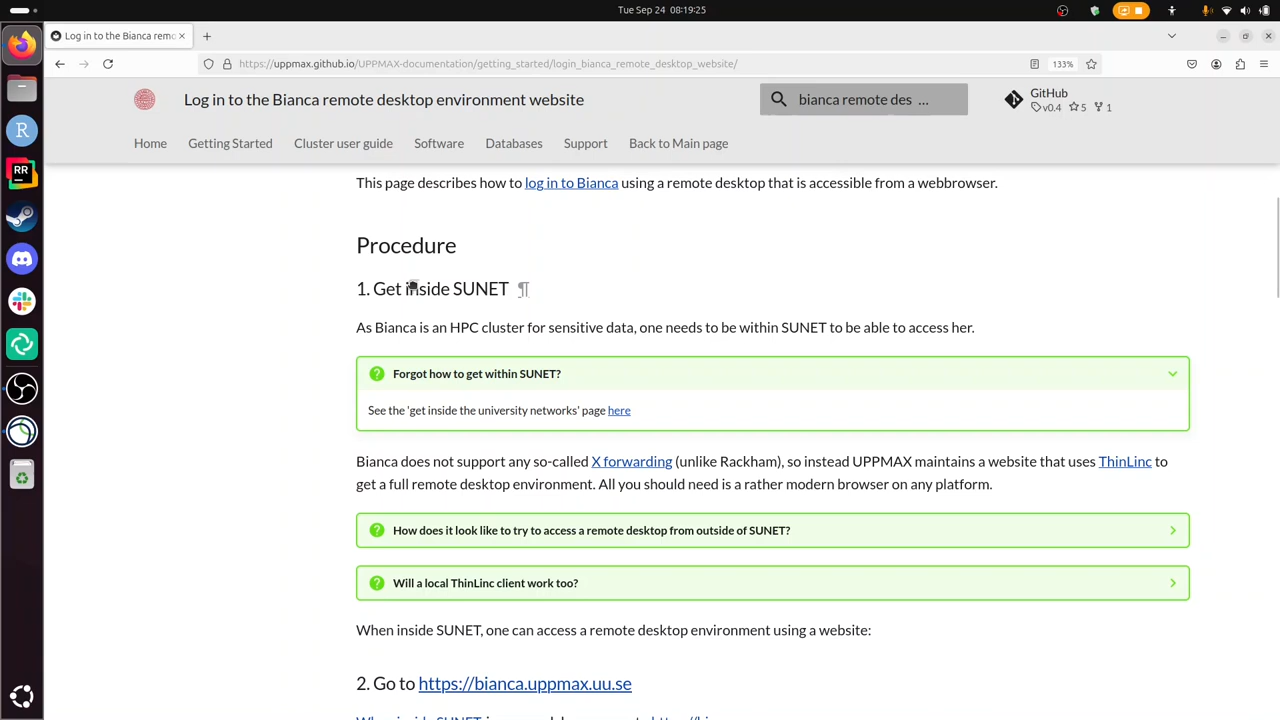 Tue Sep 24 08:19:25
Log in to the Bianca remo
https://uppmax.github.io/UPPMAX-documentation/getting_started/login_bianca_remote_desktop_website/
133%
Log in to the Bianca remote desktop environment website
bianca remote des ...
GitHub
v0.4 5 1
Home Getting Started Cluster user guide Software Databases Support Back to Main page
This page describes how to log in to Bianca using a remote desktop that is accessible from a webbrowser.
Procedure
1. Get inside SUNET ¶
As Bianca is an HPC cluster for sensitive data, one needs to be within SUNET to be able to access her.
Forgot how to get within SUNET?
See the 'get inside the university networks' page here
Bianca does not support any so-called X forwarding (unlike Rackham), so instead UPPMAX maintains a website that uses ThinLinc to
get a full remote desktop environment. All you should need is a rather modern browser on any platform.
How does it look like to try to access a remote desktop from outside of SUNET?
Will a local ThinLinc client work too?
When inside SUNET, one can access a remote desktop environment using a website:
2. Go to https://bianca.uppmax.uu.se
R
RR